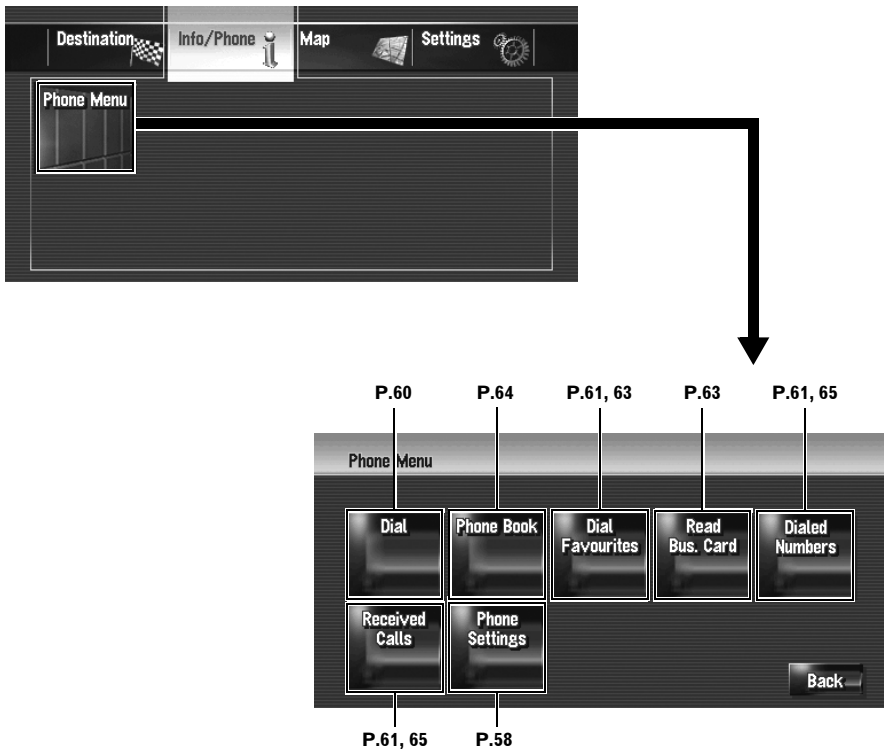 Destination Info/Phone Map Settings
Phone Menu
P.60 P.64 P.61, 63 P.63 P.61, 65
Phone Menu
Dial Phone Book Dial Favourites Read Bus. Card Dialed Numbers
Received Calls Phone Settings
Back
P.61, 65 P.58